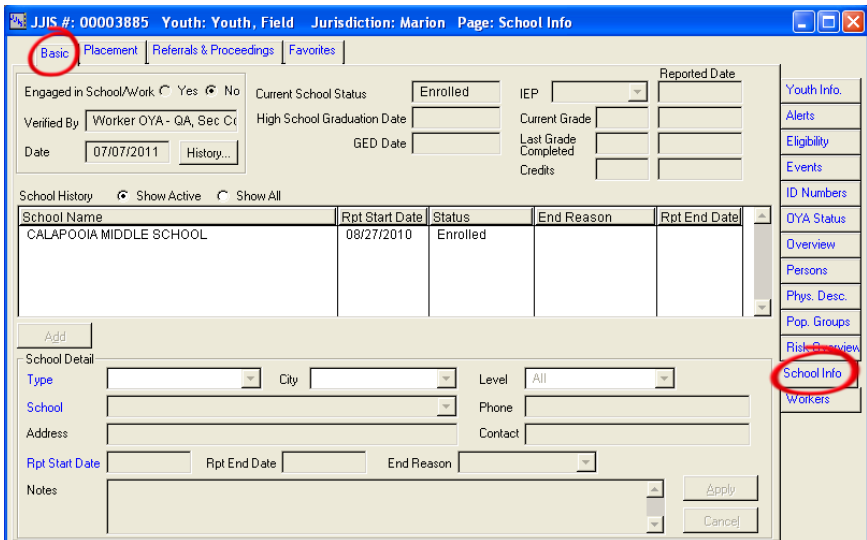 JJIS #: 00003885 Youth: Youth, Field Jurisdiction: Marion Page: School Info
Basic Placement Referrals & Proceedings Favorites
Reported Date
Engaged in School/Work Yes No Current School Status Enrolled IEP
Verified By Worker OYA - QA, Sec Co High School Graduation Date Current Grade
Date 07/07/2011 History... GED Date Last Grade Completed
Credits
School History Show Active Show All
School Name Rpt Start Date Status End Reason Rpt End Date
CALAPOOIA MIDDLE SCHOOL 08/27/2010 Enrolled
Add
School Detail
Type City Level All
School Phone
Address Contact
Rpt Start Date Rpt End Date End Reason
Notes Apply
Cancel
Youth Info.
Alerts
Eligibility
Events
ID Numbers
OYA Status
Overview
Persons
Phys. Desc.
Pop. Groups
Risk Overview
School Info
Workers